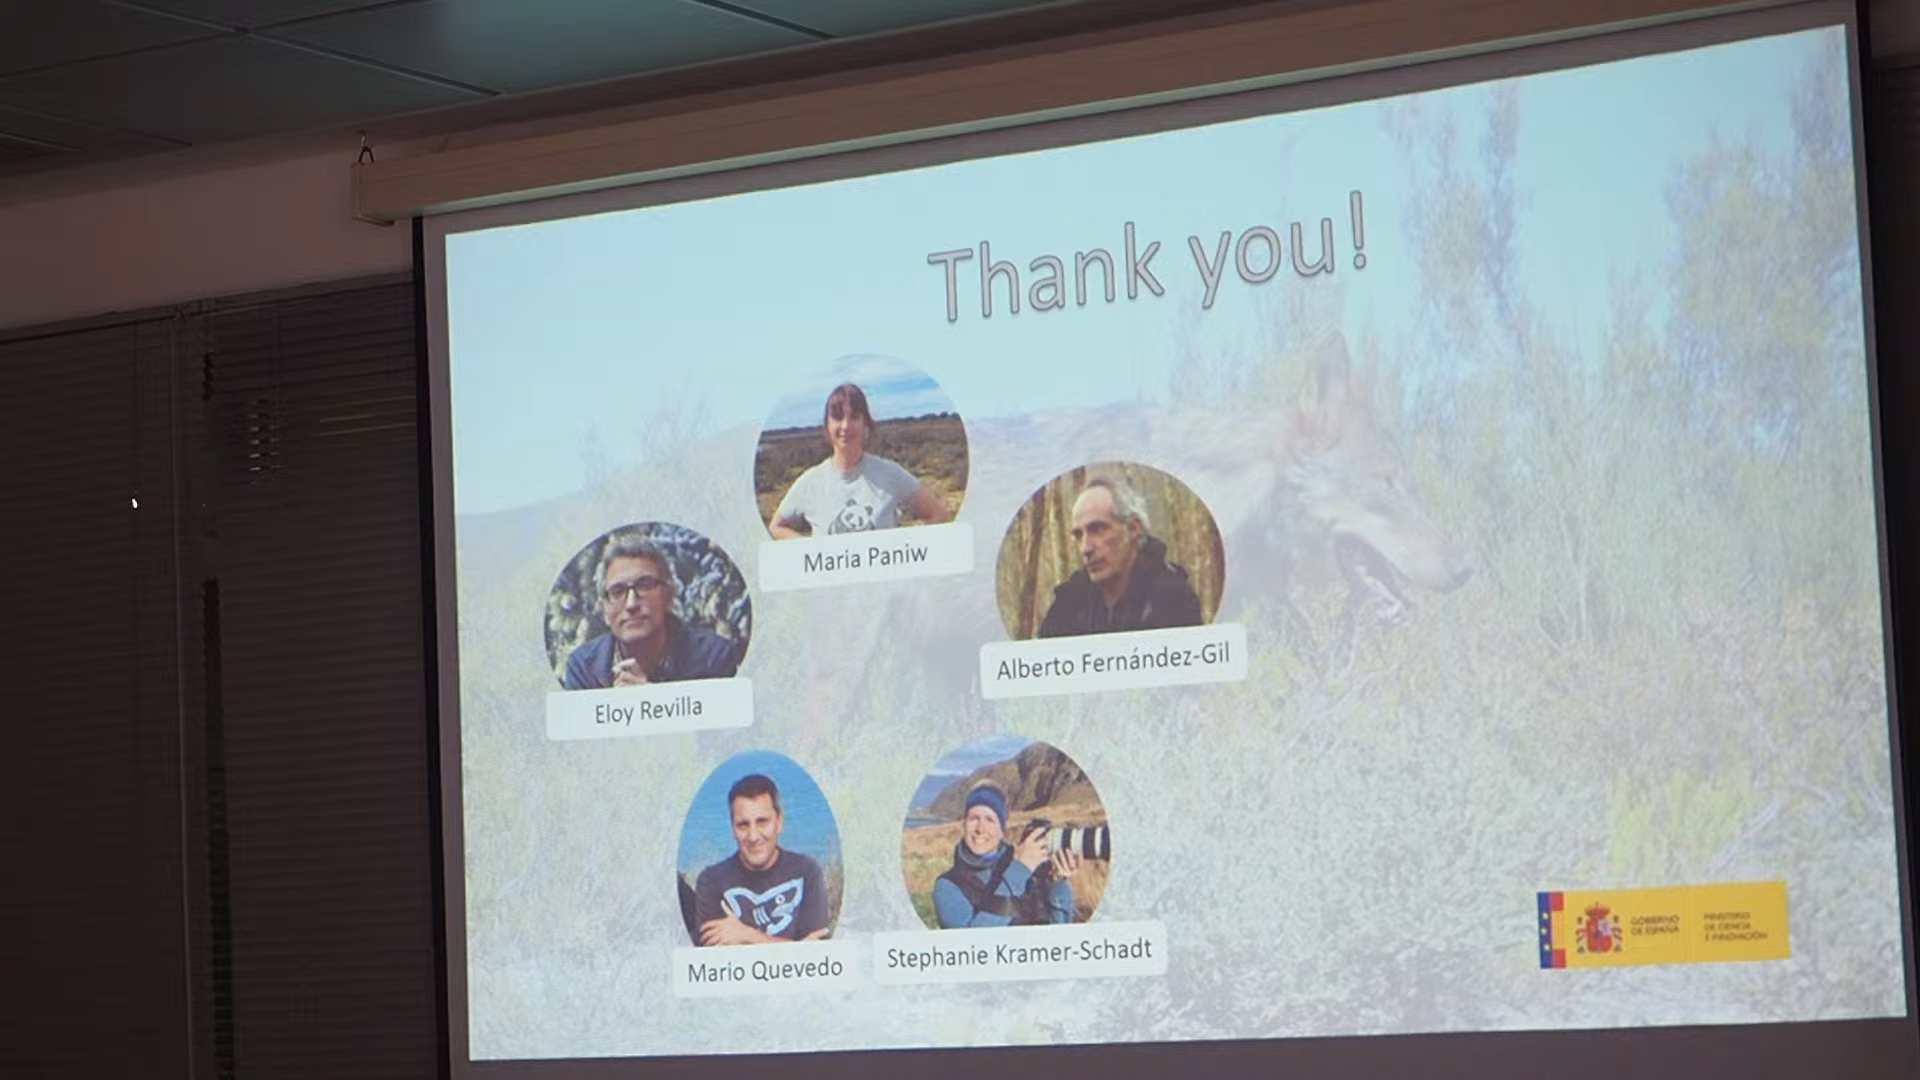 Thank you!
Maria Paniw
Alberto Fernández-Gil
Eloy Revilla
Mario Quevedo
Stephanie Kramer-Schadt
GOBIERNO
DE ESPAÑA
MINISTERIO
DE CIENCIA
E INNOVACIÓN